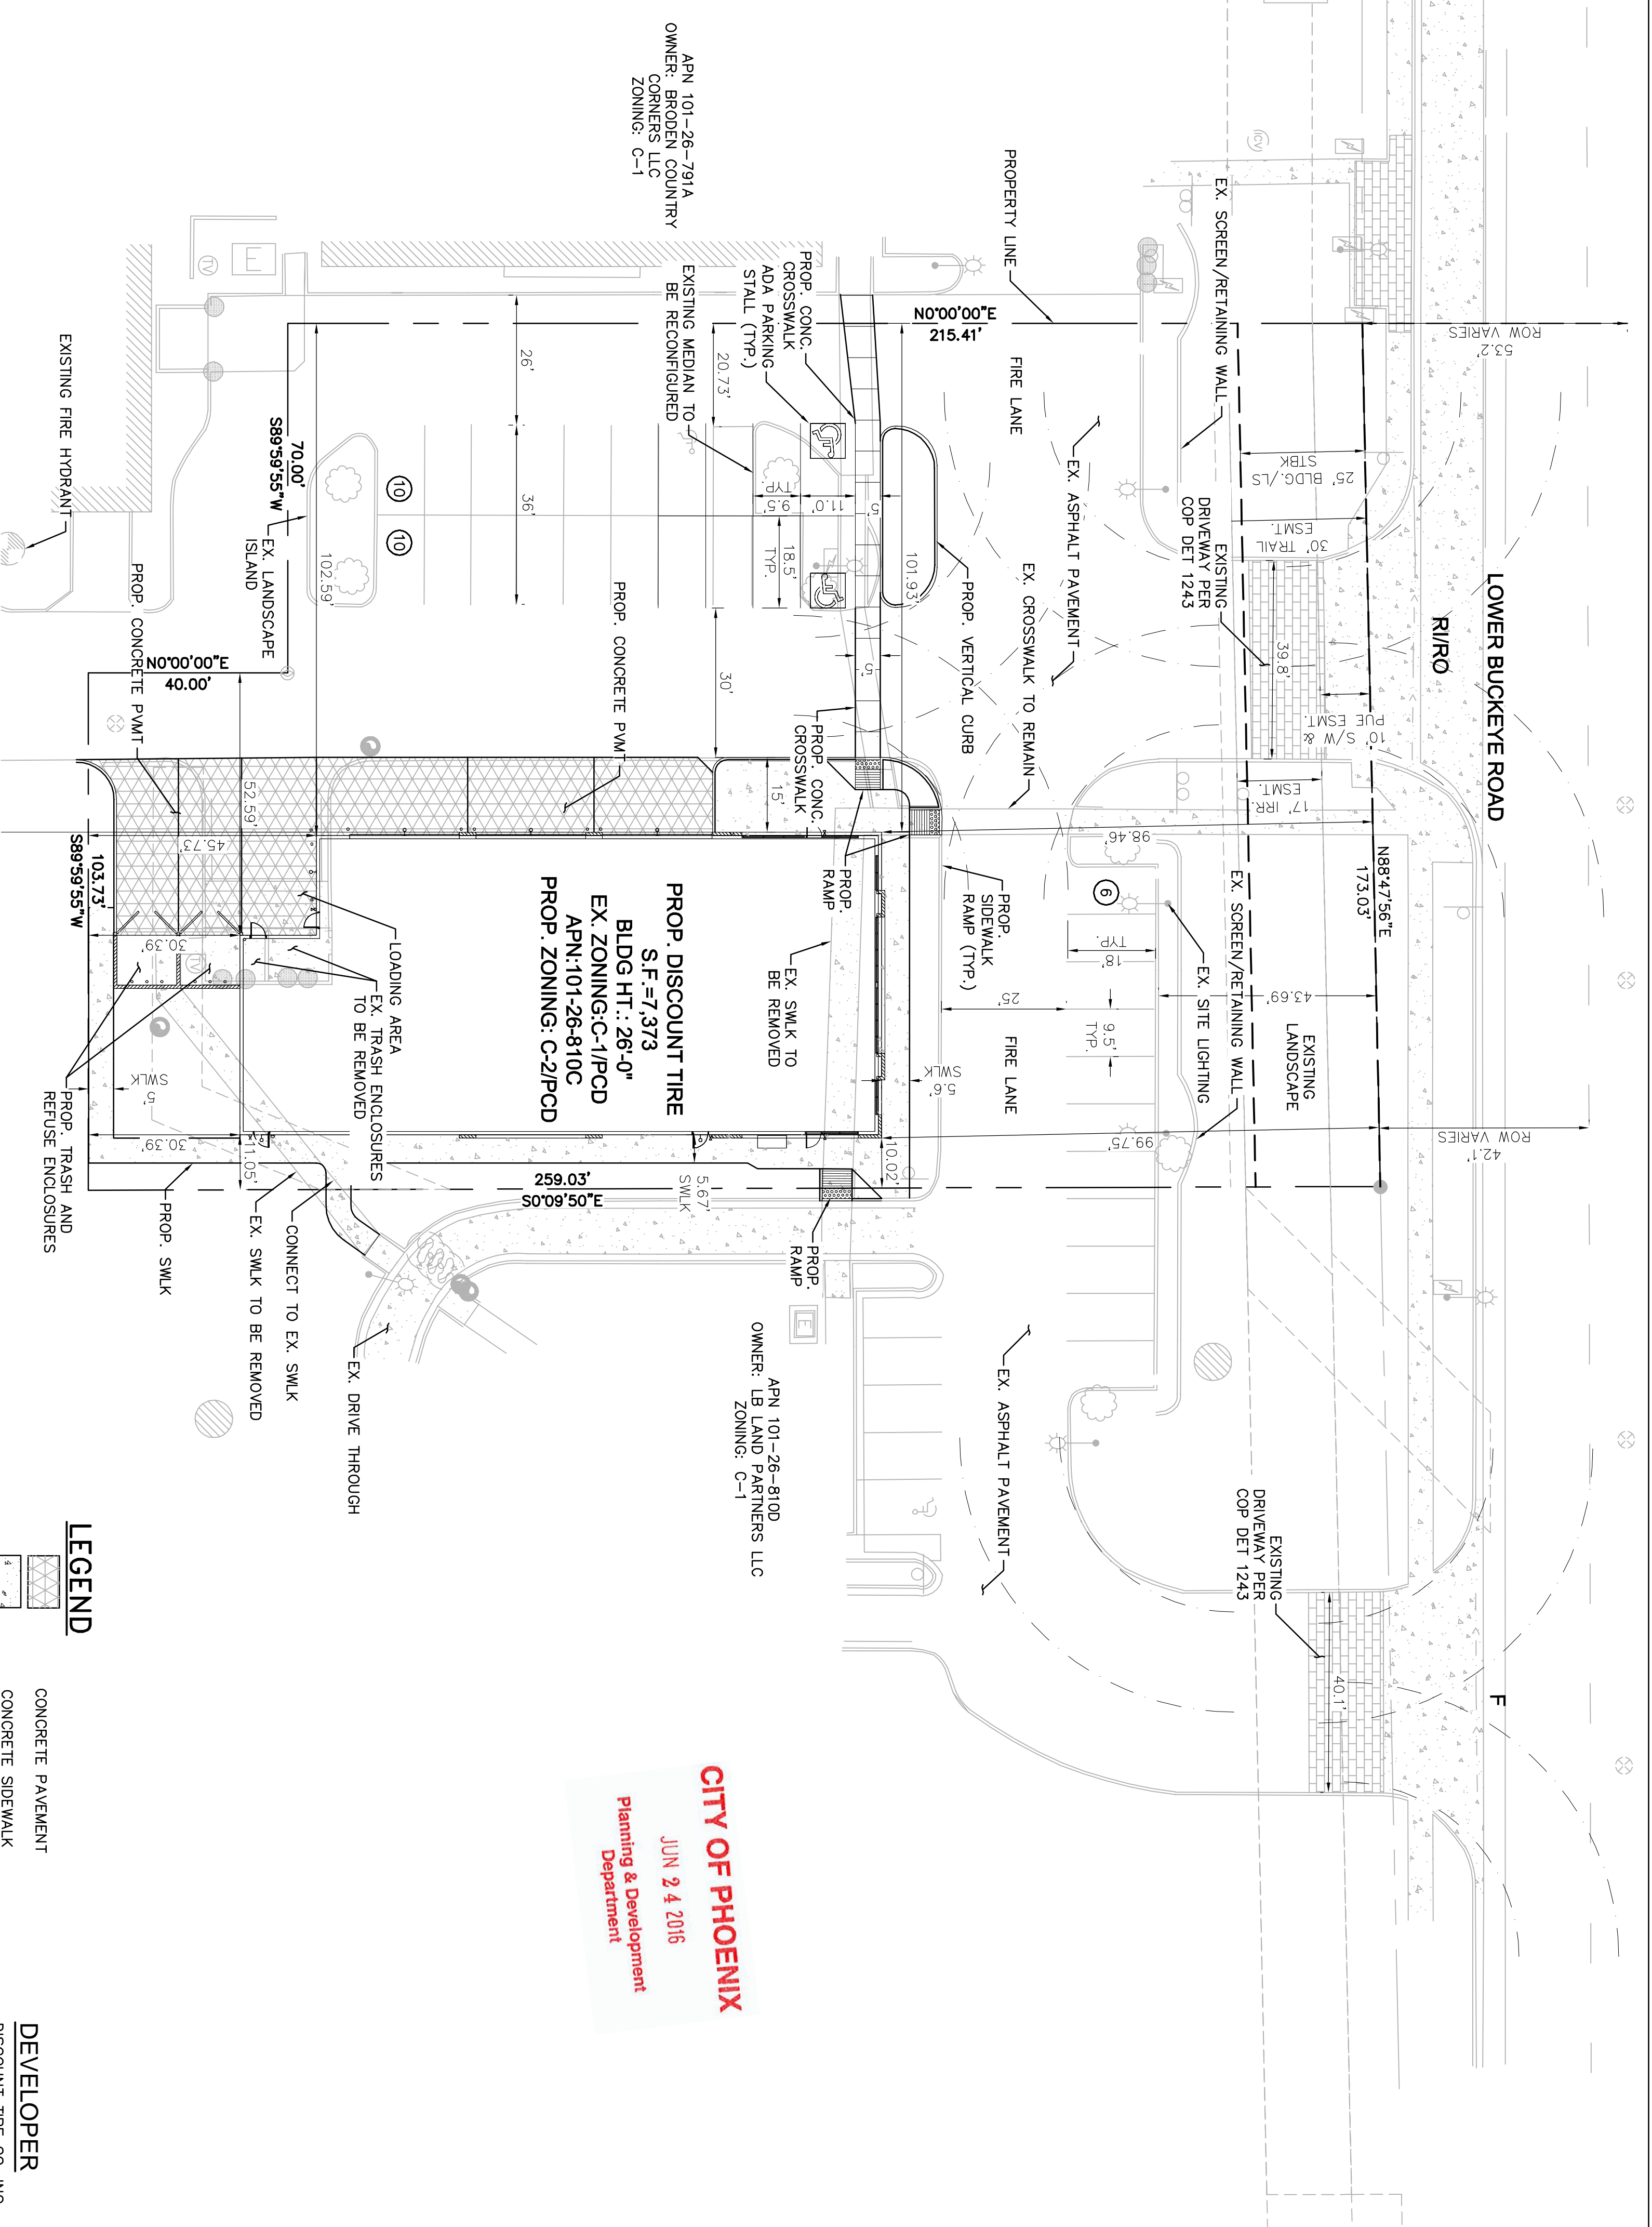 LOWER BUCKEYE ROAD
RI/RO
F
ROW VARIES
53.2'
ROW VARIES
42.1'
APN 101-26-791A
OWNER: BRODEN COUNTRY
CORNERS LLC
ZONING: C-1
PROPERTY LINE
EX. SCREEN/RETAINING WALL
25' BLDG./LS
STBK
30' TRAIL
ESMT.
EXISTING
DRIVEWAY PER
COP DET 1243
39.8'
10' S/W &
PUE ESMT.
17' IRR.
ESMT.
N88°47'56"E
173.03'
N0°00'00"E
215.41'
FIRE LANE
EX. ASPHALT PAVEMENT
EX. CROSSWALK TO REMAIN
PROP. VERTICAL CURB
PROP. CONC.
CROSSWALK
ADA PARKING
STALL (TYP.)
EXISTING MEDIAN TO
BE RECONFIGURED
20.73'
26'
36'
101.93'
5'
11.0'
9.5'
TYP.
18.5'
TYP.
5'
30'
PROP. CONC.
CROSSWALK
15'
10
10
102.59'
70.00'
S89°59'55"W
EX. LANDSCAPE
ISLAND
EXISTING FIRE HYDRANT
TV
E
ICV
PROP. CONCRETE PVMT
PROP. CONCRETE PVMT
N0°00'00"E
40.00'
52.59'
45.73'
103.73'
S89°59'55"W
30.39'
TV
LOADING AREA
EX. TRASH ENCLOSURES
TO BE REMOVED
PROP. DISCOUNT TIRE
S.F.=7,373
BLDG HT.: 26'-0"
EX. ZONING:C-1/PCD
APN:101-26-810C
PROP. ZONING: C-2/PCD
PROP.
RAMP
EX. SWLK TO
BE REMOVED
PROP.
SIDEWALK
RAMP (TYP.)
98.46
6
18'
TYP.
9.5'
TYP.
25'
FIRE LANE
5.6'
SWLK
43.69'
EX. SITE LIGHTING
EX. SCREEN/RETAINING WALL
EXISTING
LANDSCAPE
99.75'
10.02'
5.67'
SWLK
259.03'
S0°09'50"E
11.05'
30.39'
5'
SWLK
PROP. TRASH AND
REFUSE ENCLOSURES
PROP. SWLK
EX. SWLK TO BE REMOVED
CONNECT TO EX. SWLK
EX. DRIVE THROUGH
PROP.
RAMP
E
APN 101-26-810D
OWNER: LB LAND PARTNERS LLC
ZONING: C-1
EX. ASPHALT PAVEMENT
EXISTING
DRIVEWAY PER
COP DET 1243
40.1'
CITY OF PHOENIX
JUN 24 2016
Planning & Development
Department
LEGEND
CONCRETE PAVEMENT
CONCRETE SIDEWALK
DEVELOPER
DISCOUNT TIRE CO. INC